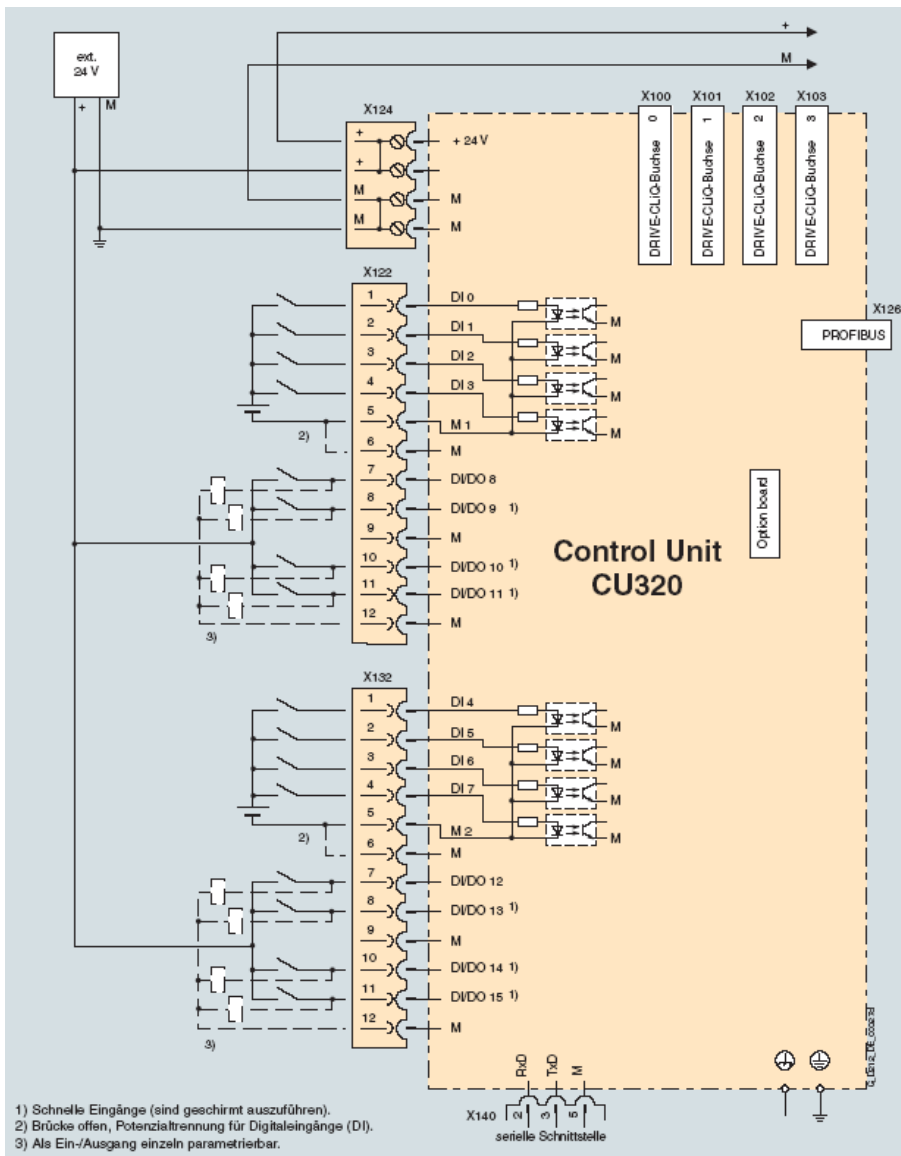 ext.
24 V
+ M
+
M
X124
+
+
M
M
+ 24 V
M
M
X100 X101 X102 X103
DRIVE-CLiQ-Buchse 0
DRIVE-CLiQ-Buchse 1
DRIVE-CLiQ-Buchse 2
DRIVE-CLiQ-Buchse 3
X126
PROFIBUS
X122
1 DI 0
M
2 DI 1
M
3 DI 2
M
4 DI 3
M
5 M 1
2)
6 M
7 DI/DO 8
8 DI/DO 9 1)
9 M
10 DI/DO 10 1)
11 DI/DO 11 1)
12 M
3)
Option board
Control Unit
CU320
X132
1 DI 4
M
2 DI 5
M
3 DI 6
M
4 DI 7
M
5 M 2
2)
6 M
7 DI/DO 12
8 DI/DO 13 1)
9 M
10 DI/DO 14 1)
11 DI/DO 15 1)
12 M
3)
RxD TxD M
X140 2 3 5
serielle Schnittstelle
1) Schnelle Eingänge (sind geschirmt auszuführen).
2) Brücke offen, Potenzialtrennung für Digitaleingänge (DI).
3) Als Ein-/Ausgang einzeln parametrierbar.